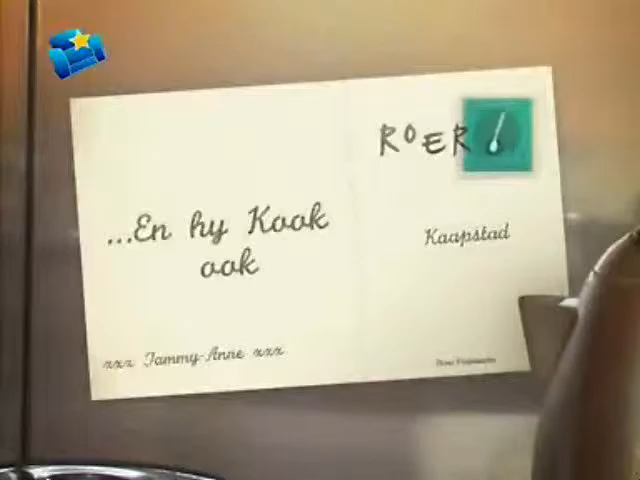 ROER
...En hy Kook
ook
Kaapstad
xxx Tammy-Anne xxx